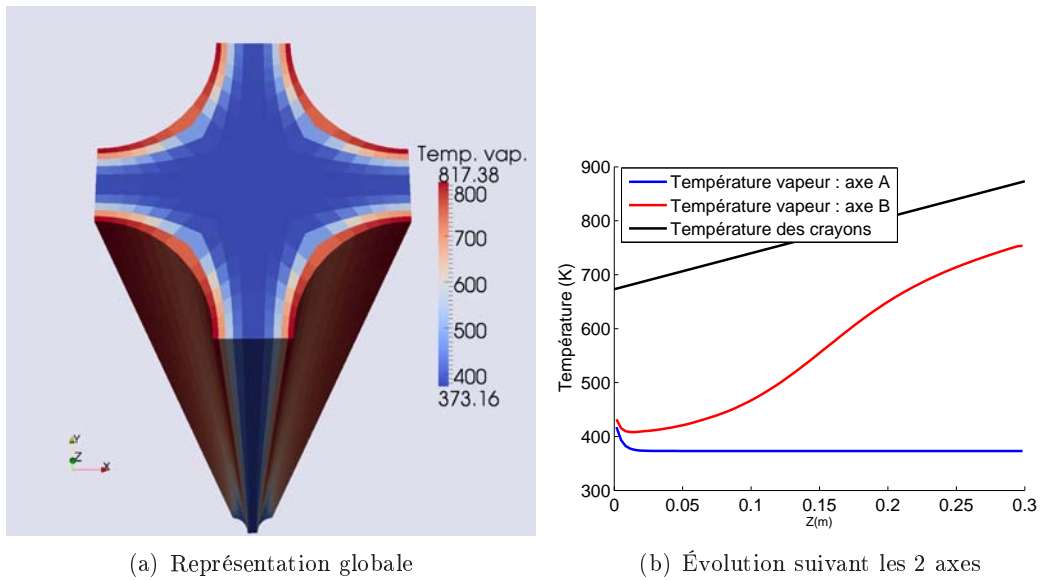 Temp. vap.
817.38
800
700
600
500
400
373.16
Y
Z
X
(a) Représentation globale
900
800
700
600
500
400
300
Température (K)
Température vapeur : axe A
Température vapeur : axe B
Température des crayons
0
0.05
0.1
0.15
0.2
0.25
0.3
Z(m)
(b) Évolution suivant les 2 axes